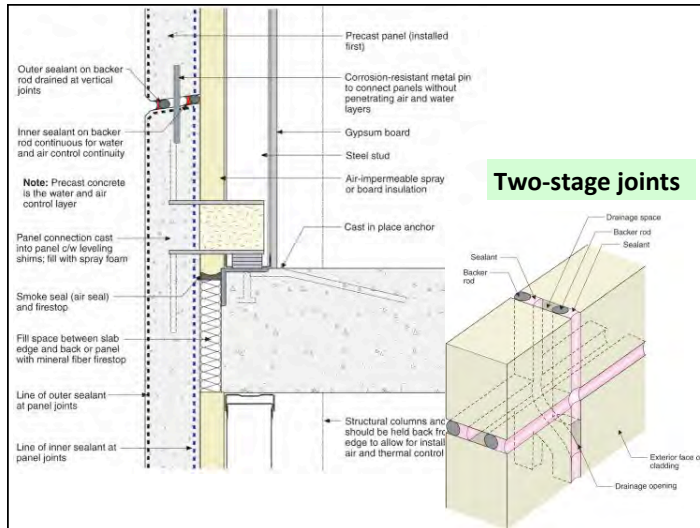 Precast panel (installed
first)
Outer sealant on backer
rod drained at vertical
joints
Corrosion-resistant metal pin
to connect panels without
penetrating air and water
layers
Inner sealant on backer
rod continuous for water
and air control continuity
Gypsum board
Steel stud
Note: Precast concrete
is the water and air
control layer
Air-impermeable spray
or board insulation
Two-stage joints
Drainage space
Backer rod
Sealant
Sealant
Backer
rod
Panel connection cast
into panel c/w leveling
shims; fill with spray foam
Cast in place anchor
Smoke seal (air seal)
and firestop
Fill space between slab
edge and back or panel
with mineral fiber firestop
Line of outer sealant
at panel joints
Line of inner sealant at
panel joints
Structural columns and
should be held back
edge to allow for
air and thermal control
Exterior face
cladding
Drainage opening